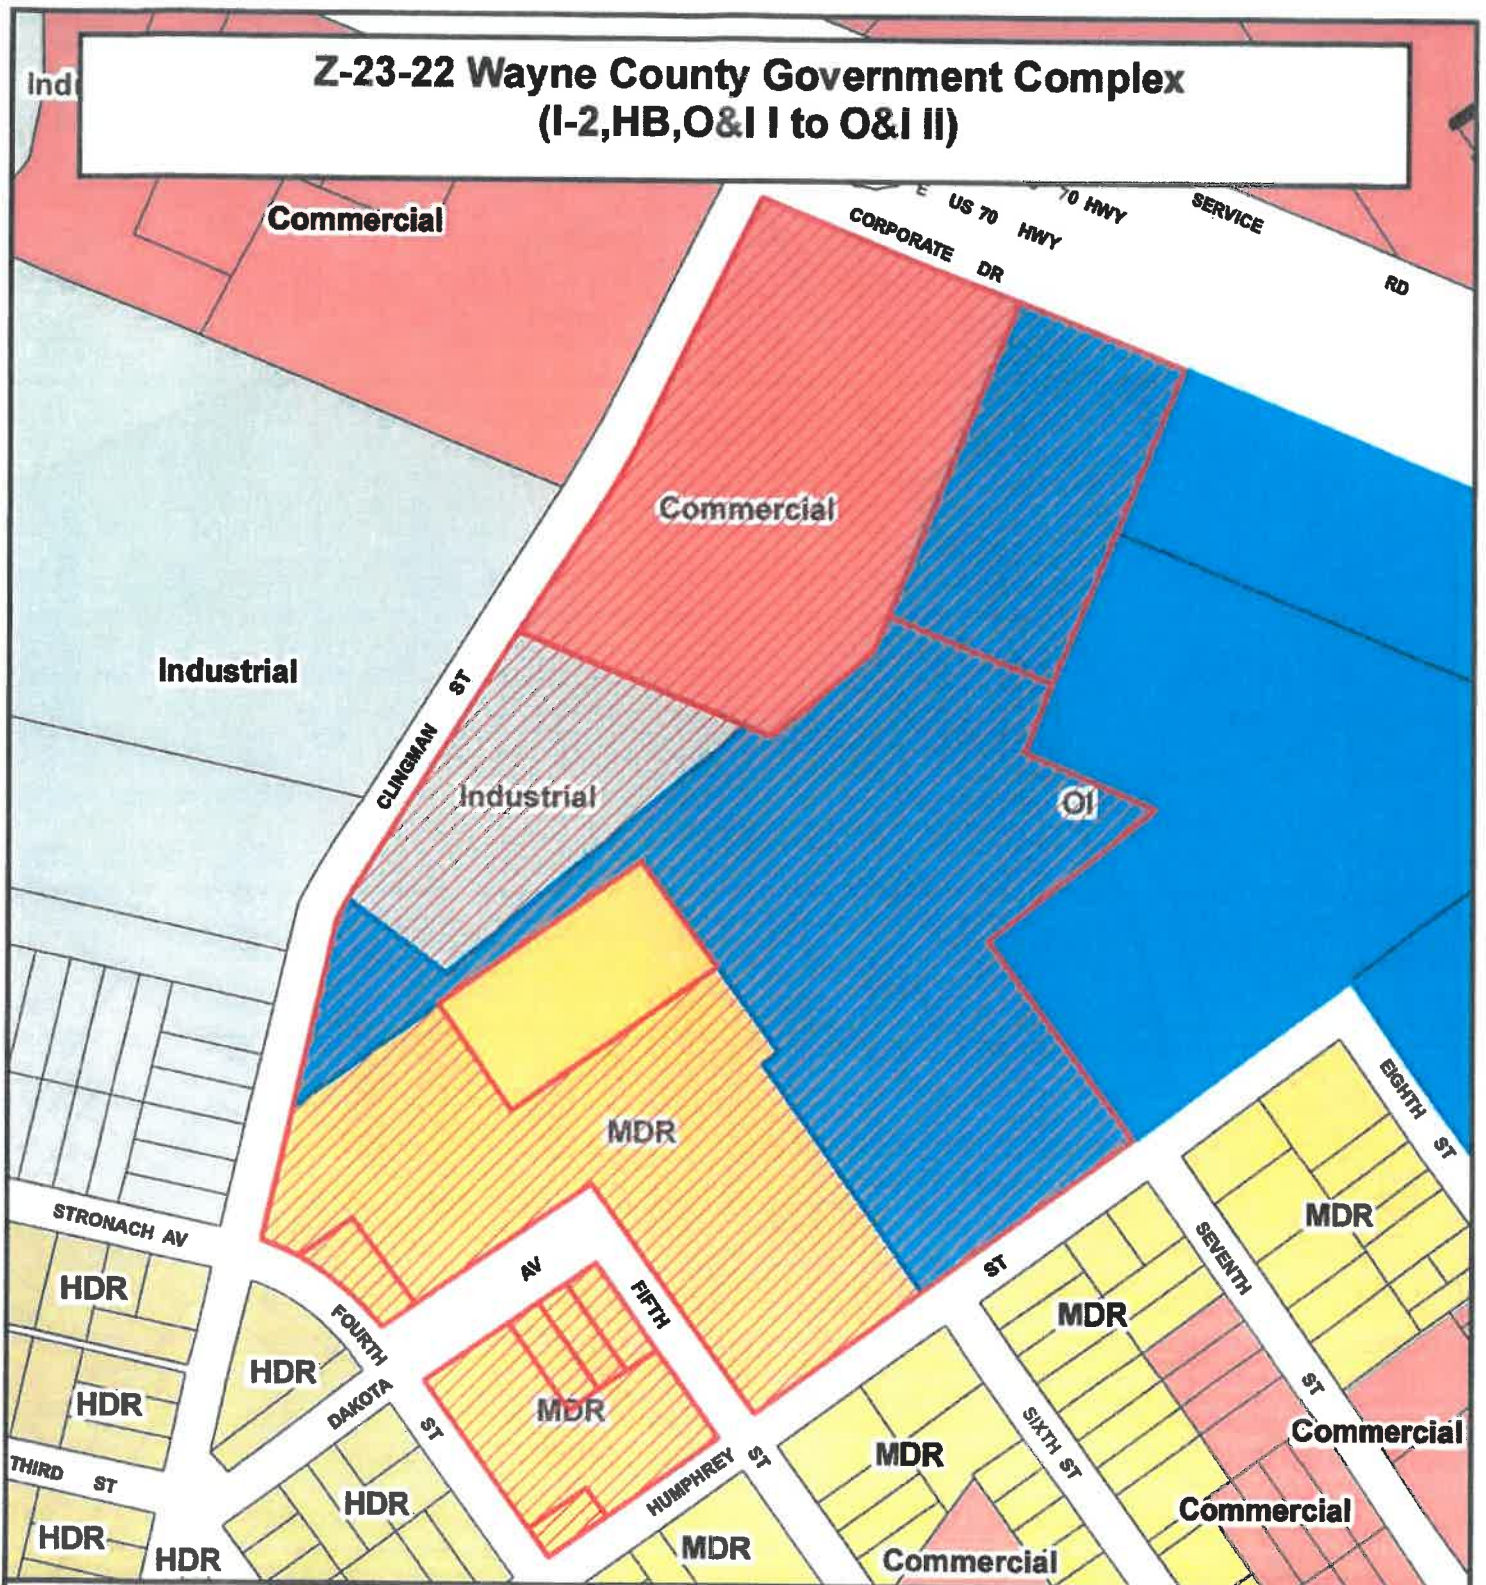 Z-23-22 Wayne County Government Complex
(I-2,HB,O&I I to O&I II)
Commercial
E US 70 HWY
70 HWY
SERVICE RD
CORPORATE DR
Commercial
Industrial
CLINGMAN ST
Industrial
OI
MDR
EIGHTH ST
STRONACH AV
MDR
SEVENTH ST
HDR
AV
ST
FIFTH
MDR
FOURTH ST
HDR
HDR
DAKOTA
MDR
SIXTH ST
Commercial
MDR
THIRD ST
HUMPHREY ST
HDR
Commercial
HDR
HDR
MDR
Commercial